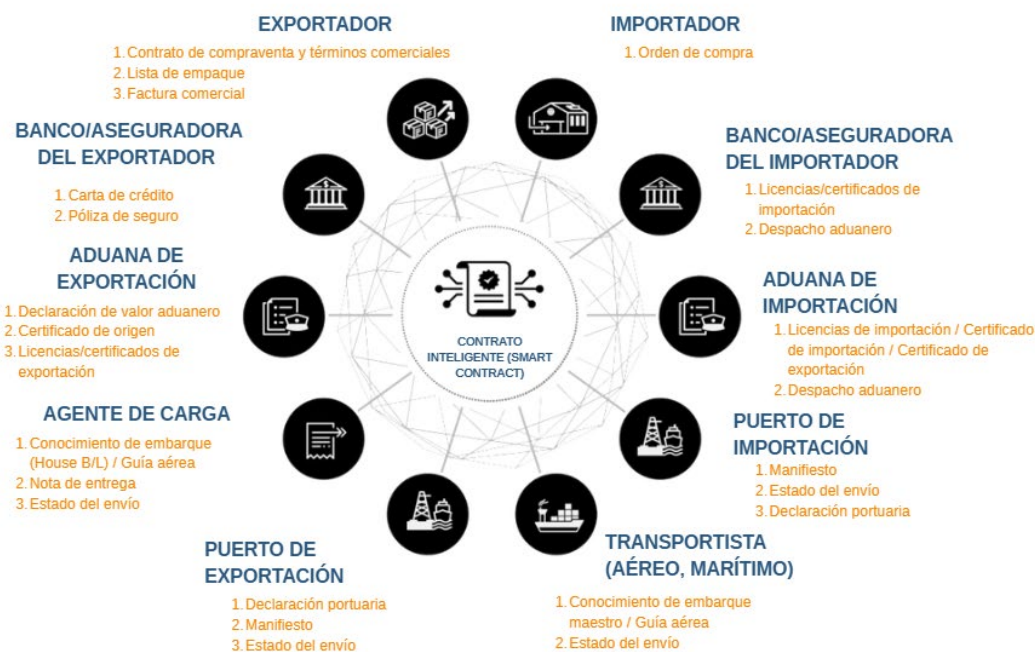 EXPORTADOR
1. Contrato de compraventa y términos comerciales
2. Lista de empaque
3. Factura comercial
IMPORTADOR
1. Orden de compra
BANCO/ASEGURADORA
DEL EXPORTADOR
1. Carta de crédito
2. Póliza de seguro
BANCO/ASEGURADORA
DEL IMPORTADOR
1. Licencias/certificados de
importación
2. Despacho aduanero
ADUANA DE
EXPORTACIÓN
1. Declaración de valor aduanero
2. Certificado de origen
3. Licencias/certificados de
exportación
CONTRATO
INTELIGENTE (SMART
CONTRACT)
ADUANA DE
IMPORTACIÓN
1. Licencias de importación / Certificado
de importación / Certificado de
exportación
2. Despacho aduanero
AGENTE DE CARGA
1. Conocimiento de embarque
(House B/L) / Guía aérea
2. Nota de entrega
3. Estado del envío
PUERTO DE
IMPORTACIÓN
1. Manifiesto
2. Estado del envío
3. Declaración portuaria
PUERTO DE
EXPORTACIÓN
1. Declaración portuaria
2. Manifiesto
3. Estado del envío
TRANSPORTISTA
(AÉREO, MARÍTIMO)
1. Conocimiento de embarque
maestro / Guía aérea
2. Estado del envío